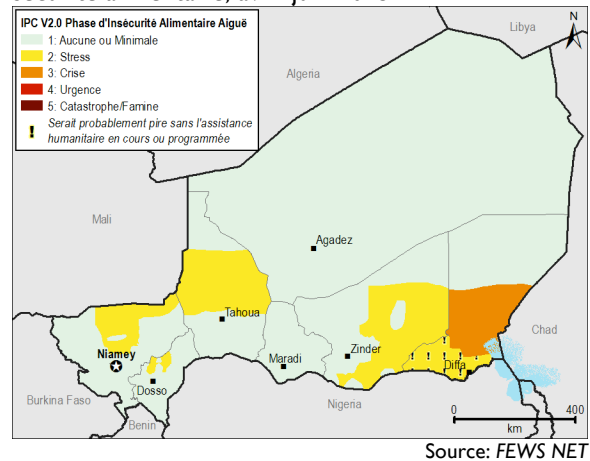 IPC V2.0 Phase d'Insécurité Alimentaire Aiguë
1: Aucune ou Minimale
2: Stress
3: Crise
4: Urgence
5: Catastrophe/Famine
! Serait probablement pire sans l'assistance
humanitaire en cours ou programmée
N
Libya
Algeria
Mali
Agadez
Tahoua
Chad
Niamey
Zinder
Maradi
Diffa
Dosso
Burkina Faso
Nigeria
Benin
0 400
km
Source: FEWS NET